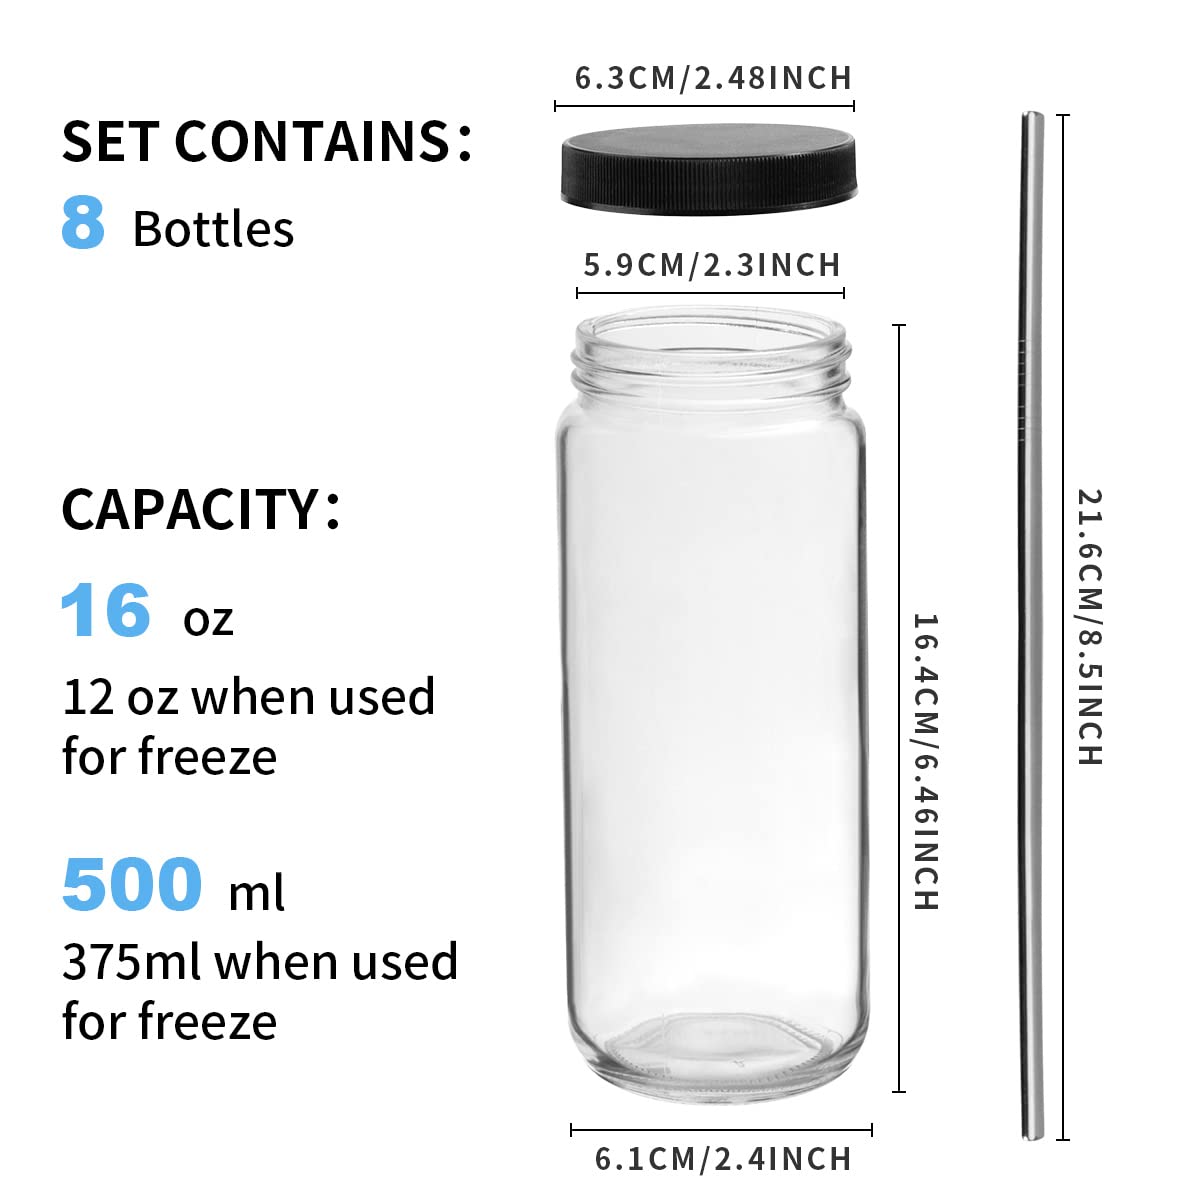 SET CONTAINS:
8 Bottles
CAPACITY:
16 oz
12 oz when used
for freeze
500 ml
375ml when used
for freeze
6.3CM/2.48INCH
5.9CM/2.3INCH
16.4CM/6.46INCH
21.6CM/8.5INCH
6.1CM/2.4INCH